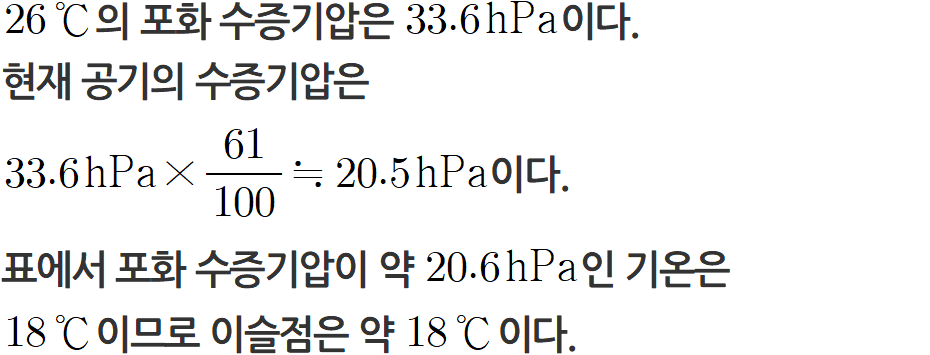 26℃의 포화 수증기압은 33.6hPa이다.
현재 공기의 수증기압은
33.6hPa×61/100≒20.5hPa이다.
표에서 포화 수증기압이 약 20.6hPa인 기온은
18℃이므로 이슬점은 약 18℃이다.